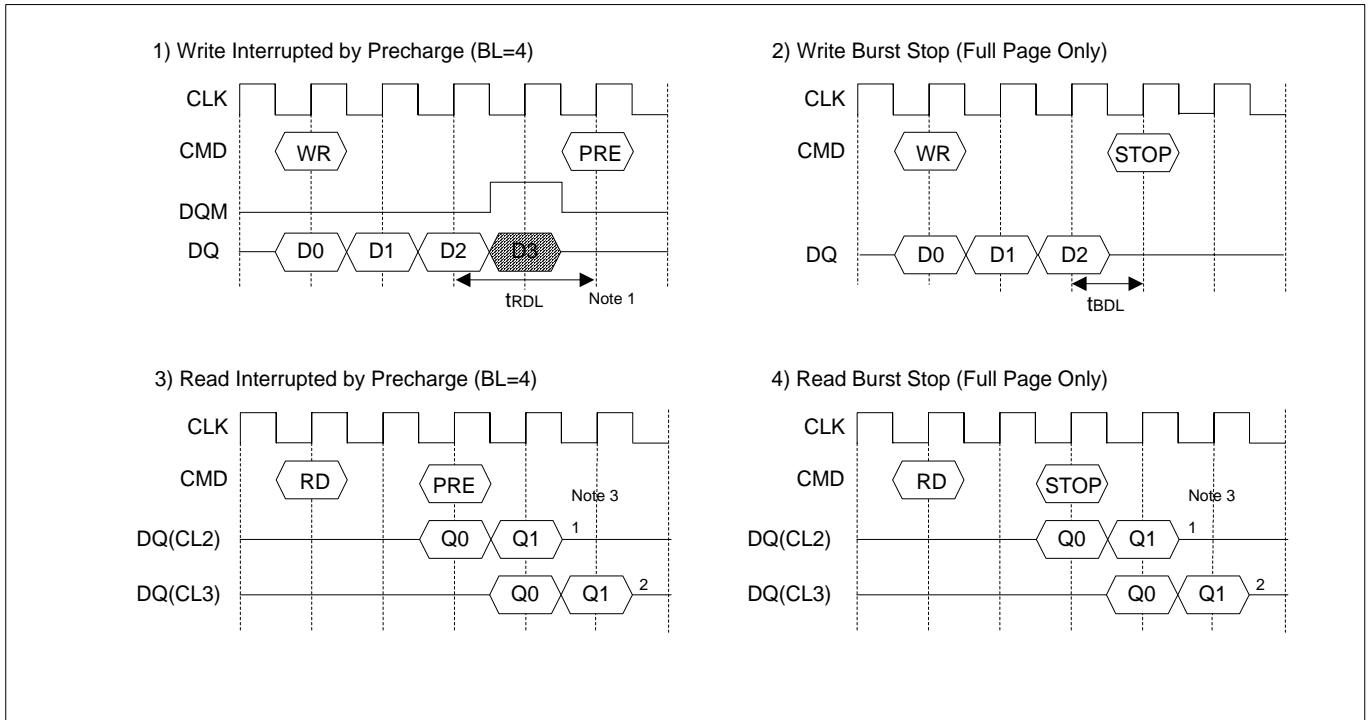 1) Write Interrupted by Precharge (BL=4)
CLK
CMD WR PRE
DQM
DQ D0 D1 D2 D3
tRDL Note 1
2) Write Burst Stop (Full Page Only)
CLK
CMD WR STOP
DQ D0 D1 D2
tBDL
3) Read Interrupted by Precharge (BL=4)
CLK
CMD RD PRE
Note 3
DQ(CL2) Q0 Q1 1
DQ(CL3) Q0 Q1 2
4) Read Burst Stop (Full Page Only)
CLK
CMD RD STOP
Note 3
DQ(CL2) Q0 Q1 1
DQ(CL3) Q0 Q1 2